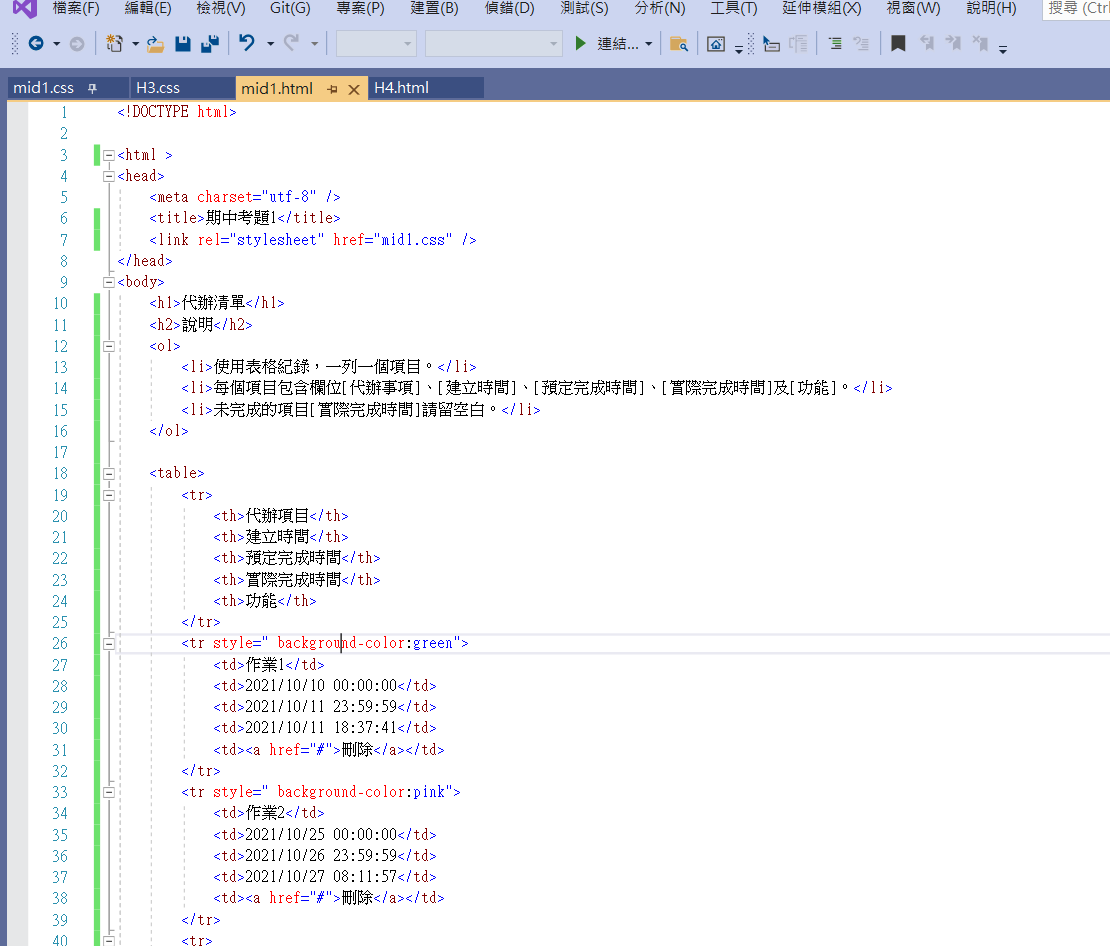 檔案(F) 編輯(E) 檢視(V) Git(G) 專案(P) 建置(B) 偵錯(D) 測試(S) 分析(N) 工具(T) 延伸模組(X) 視窗(W) 說明(H) 搜尋 (Ctrl
連結...
mid1.css H3.css mid1.html H4.html
1 <!DOCTYPE html>
2
3 <html >
4 <head>
5 <meta charset="utf-8" />
6 <title>期中考題1</title>
7 <link rel="stylesheet" href="mid1.css" />
8 </head>
9 <body>
10 <h1>代辦清單</h1>
11 <h2>說明</h2>
12 <ol>
13 <li>使用表格紀錄，一列一個項目。</li>
14 <li>每個項目包含欄位[代辦事項]、[建立時間]、[預定完成時間]、[實際完成時間]及[功能]。</li>
15 <li>未完成的項目[實際完成時間]請留空白。</li>
16 </ol>
17
18 <table>
19 <tr>
20 <th>代辦項目</th>
21 <th>建立時間</th>
22 <th>預定完成時間</th>
23 <th>實際完成時間</th>
24 <th>功能</th>
25 </tr>
26 <tr style=" background-color:green">
27 <td>作業1</td>
28 <td>2021/10/10 00:00:00</td>
29 <td>2021/10/11 23:59:59</td>
30 <td>2021/10/11 18:37:41</td>
31 <td><a href="#">刪除</a></td>
32 </tr>
33 <tr style=" background-color:pink">
34 <td>作業2</td>
35 <td>2021/10/25 00:00:00</td>
36 <td>2021/10/26 23:59:59</td>
37 <td>2021/10/27 08:11:57</td>
38 <td><a href="#">刪除</a></td>
39 </tr>
40 <tr>